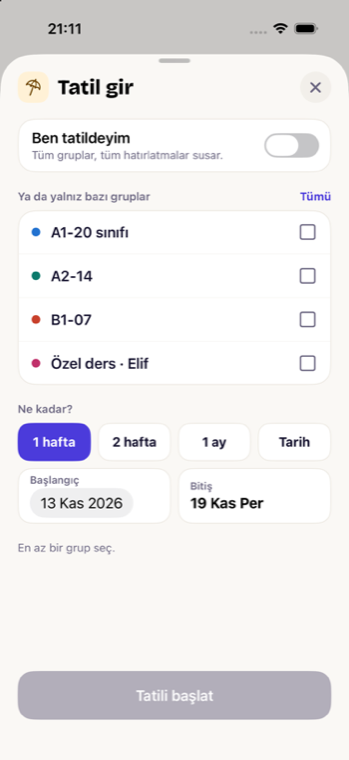 21:11
Tatil gir
Ben tatildeyim
Tüm gruplar, tüm hatırlatmalar susar.
Ya da yalnız bazı gruplar
Tümü
A1-20 sınıfı
A2-14
B1-07
Özel ders · Elif
Ne kadar?
1 hafta
2 hafta
1 ay
Tarih
Başlangıç
13 Kas 2026
Bitiş
19 Kas Per
En az bir grup seç.
Tatili başlat